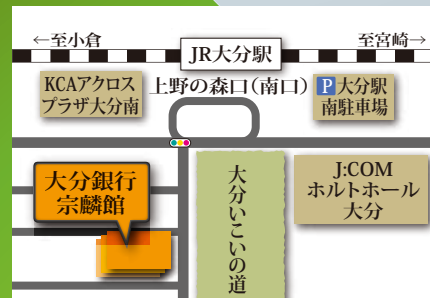 ←至小倉
至宮崎→
JR大分駅
KCAアクロス
プラザ大分南
上野の森口(南口)
P大分駅
南駐車場
大分銀行
宗麟館
大分いこいの道
J:COM
ホルトホール
大分